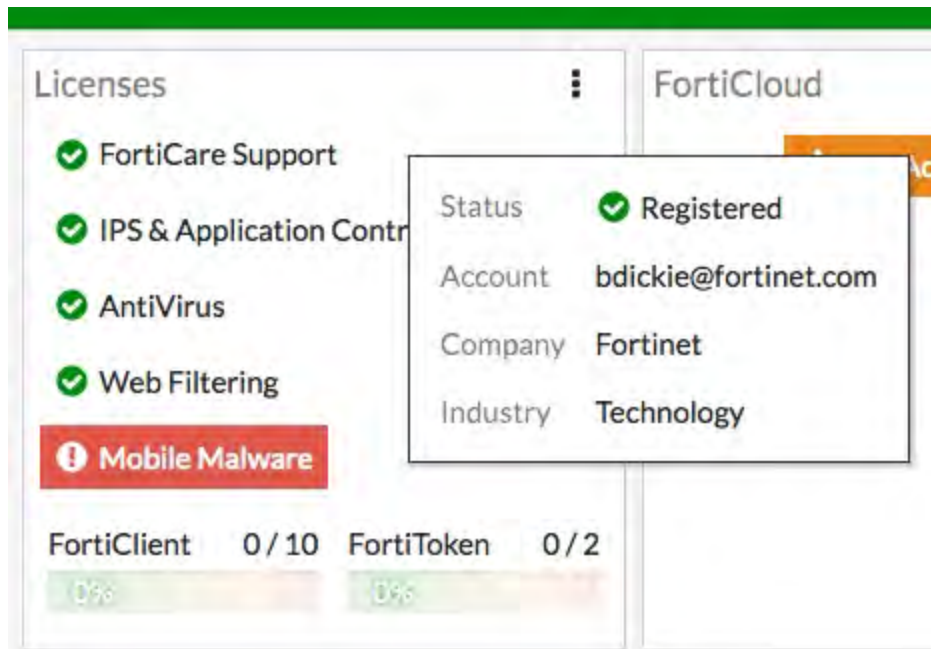 Licenses
FortiCloud
FortiCare Support
IPS & Application Contr
AntiVirus
Web Filtering
Mobile Malware
Status Registered
Account bdickie@fortinet.com
Company Fortinet
Industry Technology
FortiClient 0 / 10 FortiToken 0 / 2
0% 0%